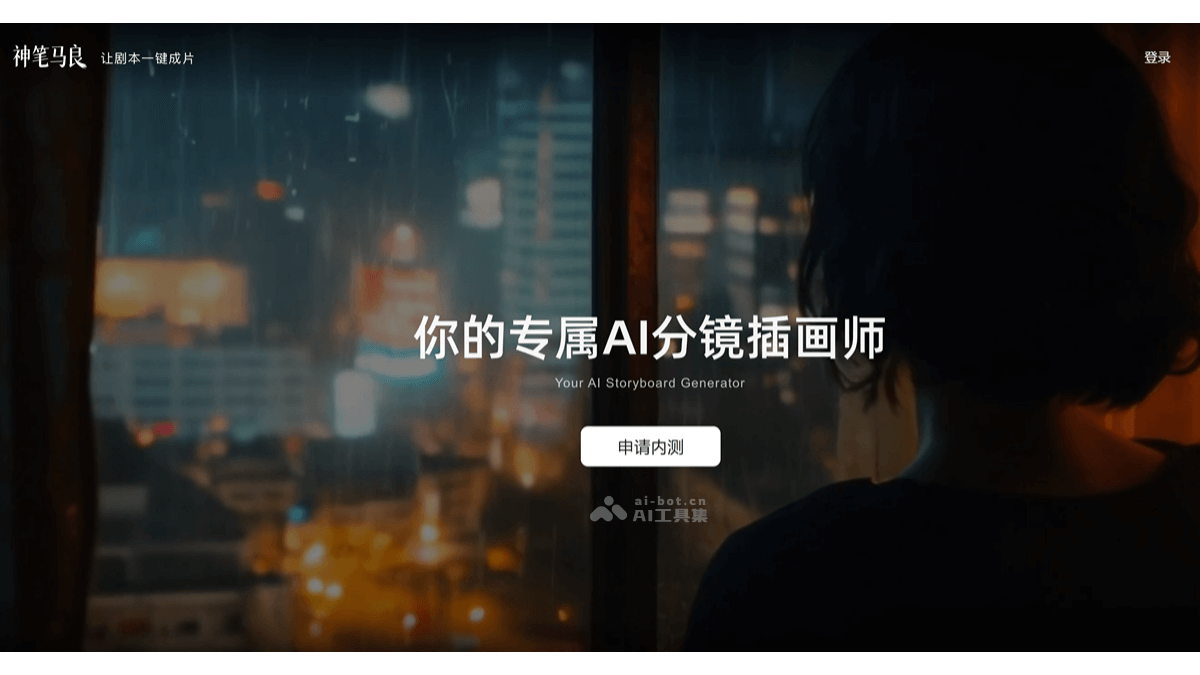 神笔马良 让剧本一键成片
登录
你的专属AI分镜插画师
Your AI Storyboard Generator
申请内测
ai-bot.cn
AI工具集